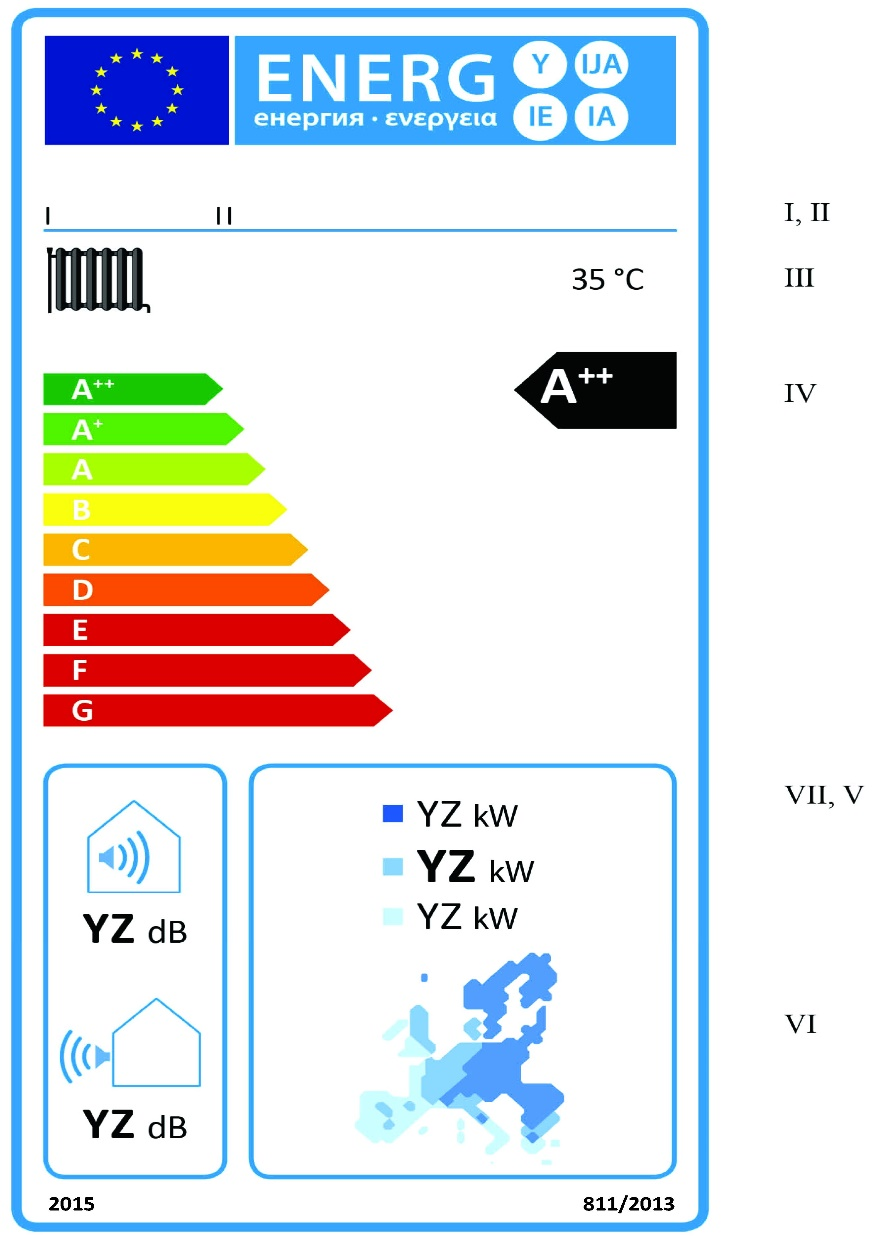 ENERG Y IJA
енергия · ενεργεια IE IA
I II I, II
35 °C III
A++ A++ IV
A+
A
B
C
D
E
F
G
VII, V
YZ kW
YZ kW
YZ kW
YZ dB
VI
YZ dB
2015 811/2013